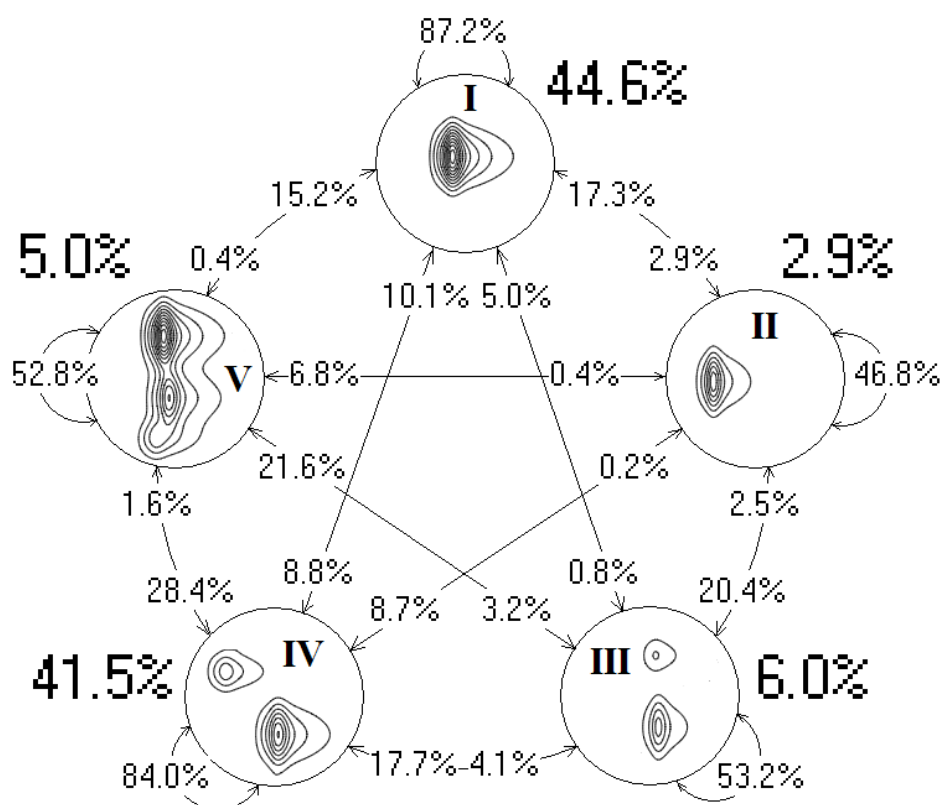 87.2%
I 44.6%
15.2% 17.3%
5.0% 0.4% 2.9% 2.9%
10.1% 5.0%
II
52.8% V 6.8% 0.4% 46.8%
21.6% 0.2%
1.6% 2.5%
28.4% 8.8% 0.8% 20.4%
8.7% 3.2%
41.5% IV III 6.0%
84.0% 17.7%-4.1% 53.2%